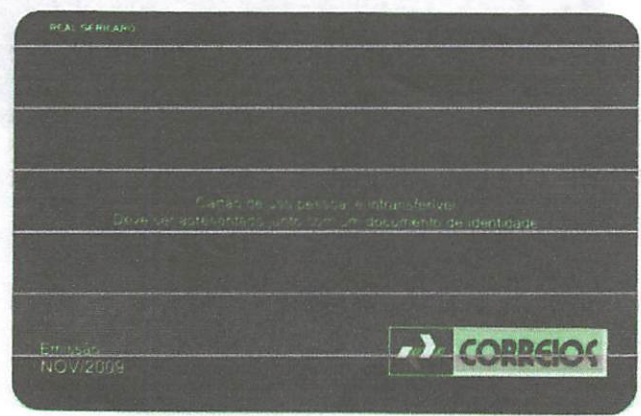 Cartão de uso pessoal e intransferível
Deve ser apresentado junto com um documento de identidade
Emissão
NOV/2009
CORREIOS